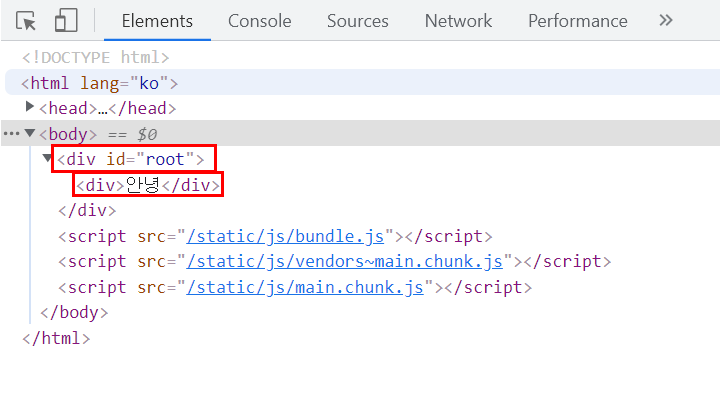 Elements Console Sources Network Performance »
<!DOCTYPE html>
<html lang="ko">
▶<head>…</head>
···▼<body> == $0
▼<div id="root">
<div>안녕</div>
</div>
<script src="/static/js/bundle.js"></script>
<script src="/static/js/vendors~main.chunk.js"></script>
<script src="/static/js/main.chunk.js"></script>
</body>
</html>